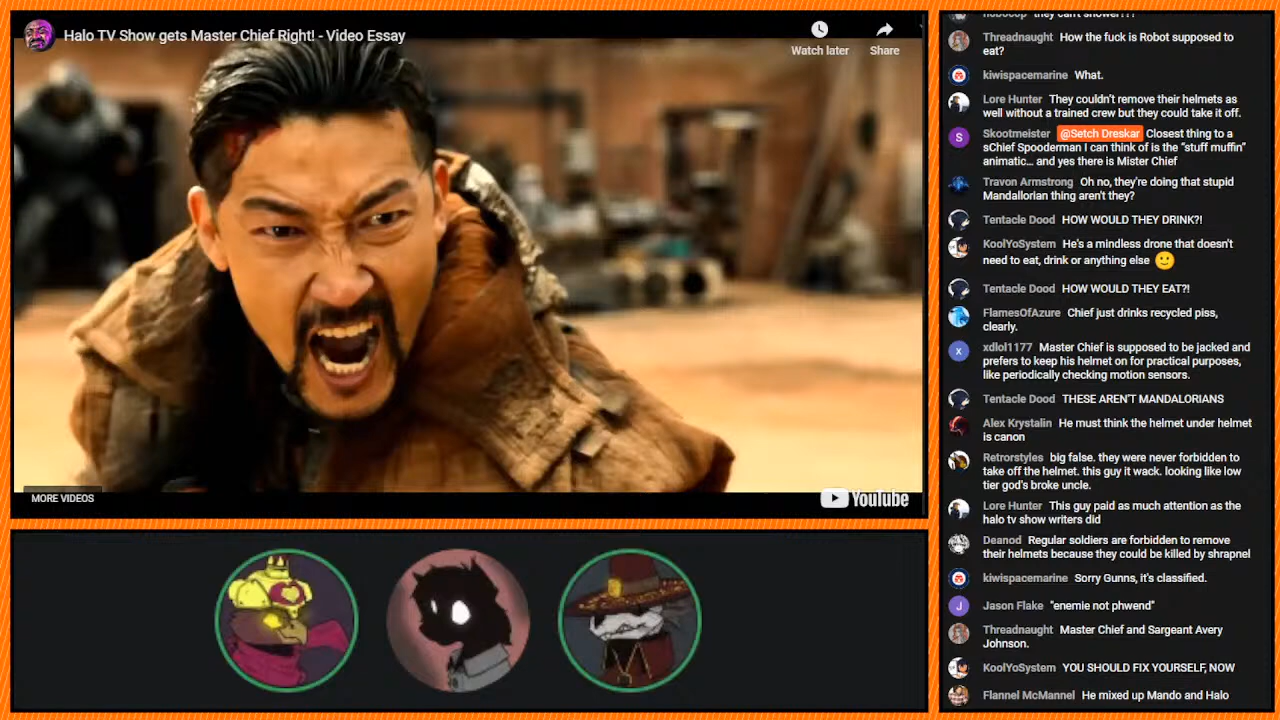 Halo TV Show gets Master Chief Right! - Video Essay
Watch later
Share
MORE VIDEOS
YouTube
they can't shower???
Threadnaught How the fuck is Robot supposed to
eat?
kiwispacemarine What.
Lore Hunter They couldn't remove their helmets as
well without a trained crew but they could take it off.
S
Skootmeister @Setch Dreskar Closest thing to a
sChief Spooderman I can think of is the “stuff muffin”
animatic… and yes there is Mister Chief
Travon Armstrong Oh no, they're doing that stupid
Mandallorian thing aren't they?
Tentacle Dood HOW WOULD THEY DRINK?!
KoolYoSystem He's a mindless drone that doesn't
need to eat, drink or anything else 🙂
Tentacle Dood HOW WOULD THEY EAT?!
FlamesOfAzure Chief just drinks recycled piss,
clearly.
X
xdlol1177 Master Chief is supposed to be jacked and
prefers to keep his helmet on for practical purposes,
like periodically checking motion sensors.
Tentacle Dood THESE AREN'T MANDALORIANS
Alex Krystalin He must think the helmet under helmet
is canon
Retrorstyles big false. they were never forbidden to
take off the helmet. this guy it wack. looking like low
tier god's broke uncle.
Lore Hunter This guy paid as much attention as the
halo tv show writers did
Deanod Regular soldiers are forbidden to remove
their helmets because they could be killed by shrapnel
kiwispacemarine Sorry Gunns, it's classified.
J
Jason Flake "enemie not phwend"
Threadnaught Master Chief and Sargeant Avery
Johnson.
KoolYoSystem YOU SHOULD FIX YOURSELF, NOW
Flannel McMannel He mixed up Mando and Halo